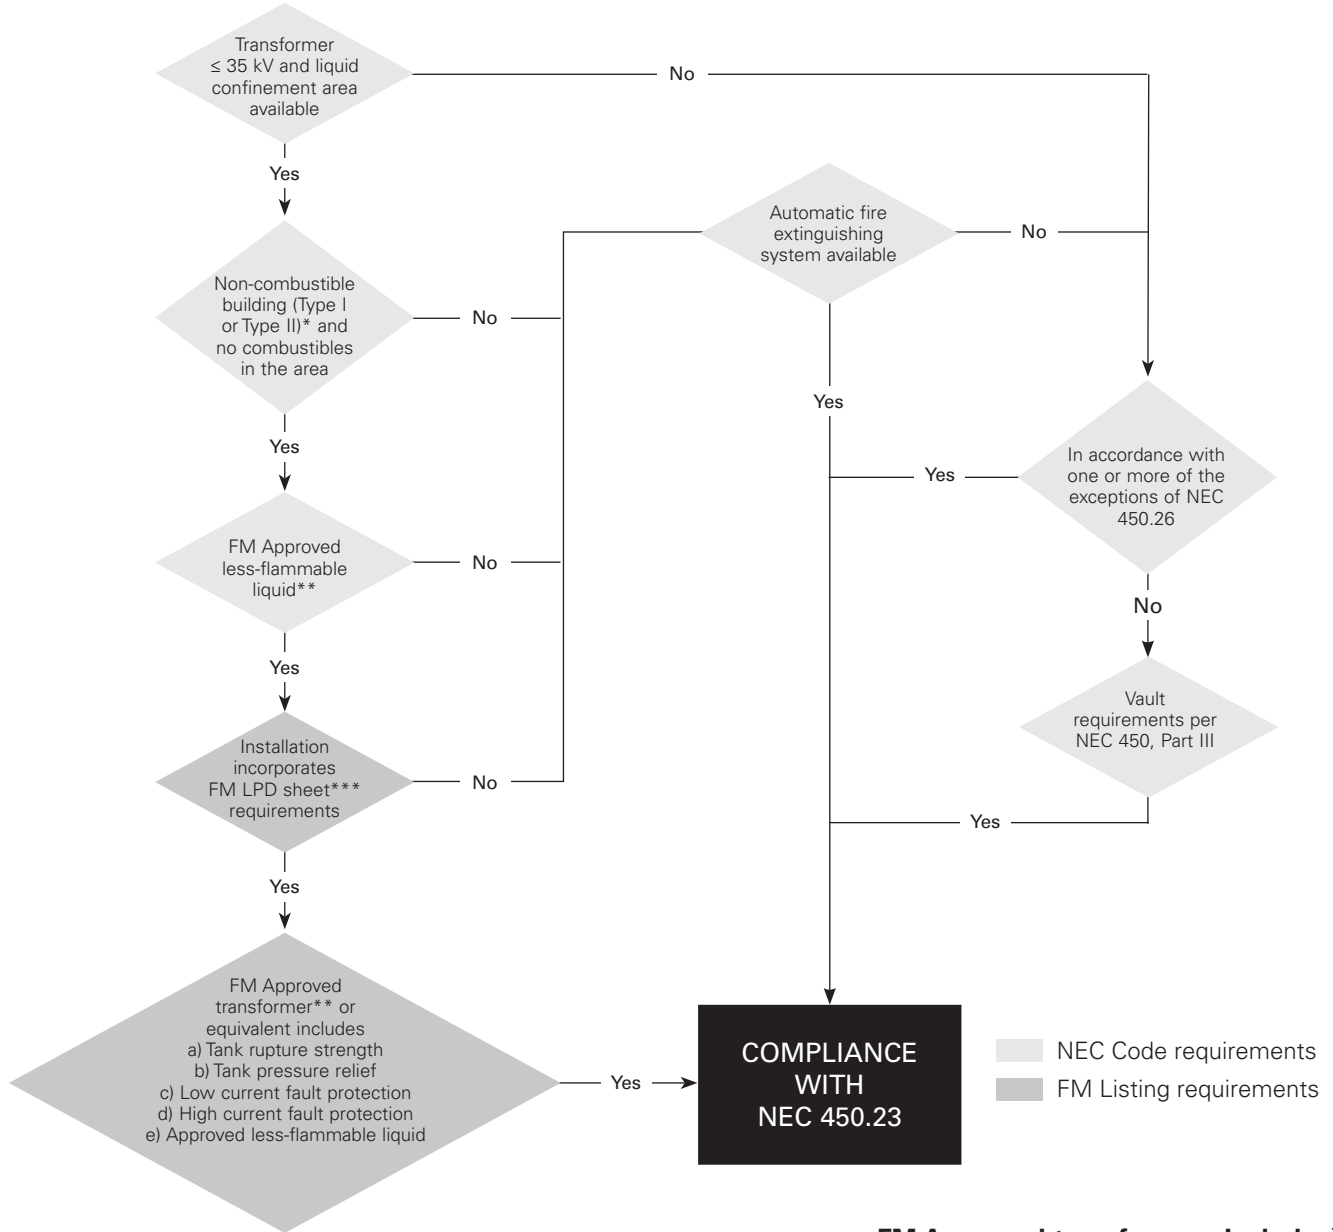 Transformer
≤ 35 kV and liquid
confinement area
available
No
Yes
Automatic fire
extinguishing
system available
No
Non-combustible
building (Type I
or Type II)* and
no combustibles
in the area
No
Yes
Yes
In accordance with
one or more of the
exceptions of NEC
450.26
Yes
FM Approved
less-flammable
liquid**
No
No
Yes
Vault
requirements per
NEC 450, Part III
Installation
incorporates
FM LPD sheet***
requirements
No
Yes
Yes
FM Approved
transformer** or
equivalent includes
a) Tank rupture strength
b) Tank pressure relief
c) Low current fault protection
d) High current fault protection
e) Approved less-flammable liquid
Yes
COMPLIANCE
WITH
NEC 450.23
NEC Code requirements
FM Listing requirements